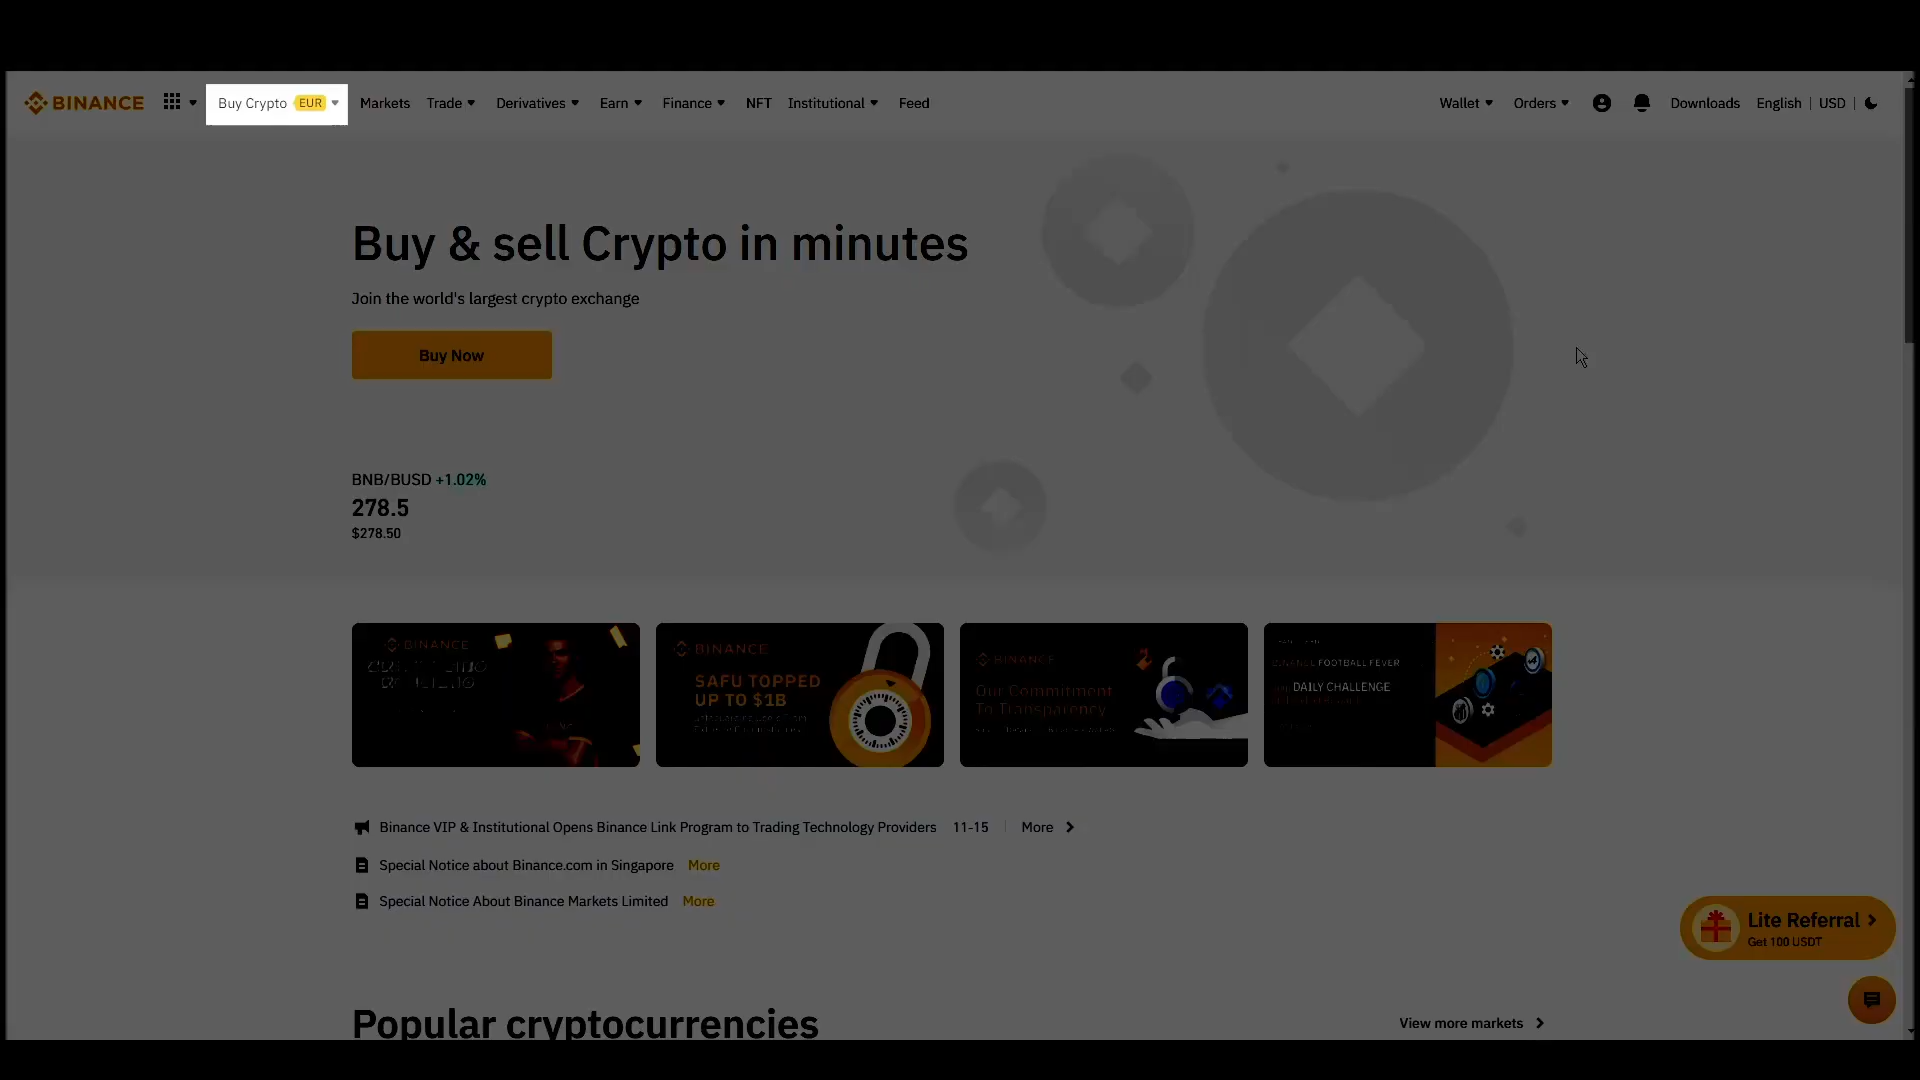 BINANCE
Buy Crypto EUR
Markets
Trade
Derivatives
Earn
Finance
NFT
Institutional
Feed
Wallet
Orders
Downloads
English | USD
Buy & sell Crypto in minutes
Join the world's largest crypto exchange
Buy Now
BNB/BUSD +1.02%
278.5
$278.50
BINANCE
BINANCE
SAFU TOPPED
UP TO $1B
BINANCE
Our Commitment
To Transparency
FOOTBALL FEVER
DAILY CHALLENGE
Binance VIP & Institutional Opens Binance Link Program to Trading Technology Providers 11-15 More
Special Notice about Binance.com in Singapore More
Special Notice About Binance Markets Limited More
Lite Referral
Get 100 USDT
Popular cryptocurrencies
View more markets